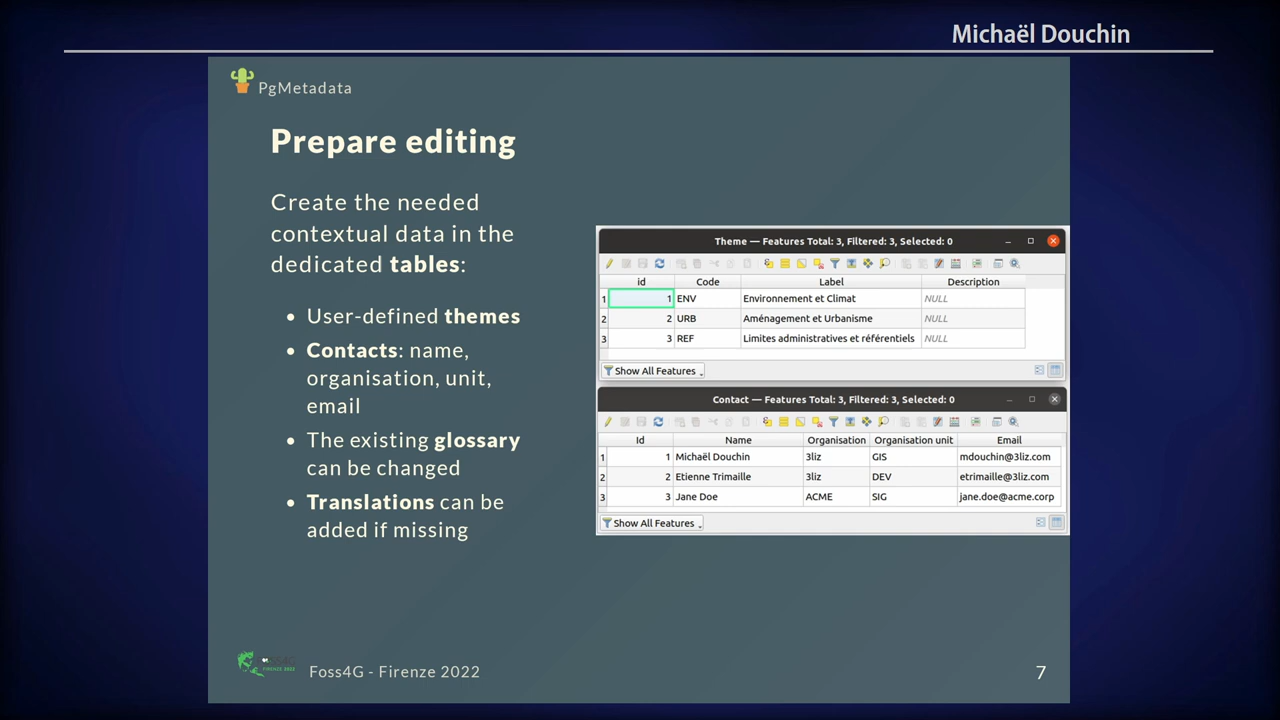 Michaël Douchin
PgMetadata
Prepare editing
Create the needed
contextual data in the
dedicated tables:
• User-defined themes
• Contacts: name,
organisation, unit,
email
• The existing glossary
can be changed
• Translations can be
added if missing
Theme — Features Total: 3, Filtered: 3, Selected: 0
id Code Label Description
1 1 ENV Environnement et Climat NULL
2 2 URB Aménagement et Urbanisme NULL
3 3 REF Limites administratives et référentiels NULL
Show All Features
Contact — Features Total: 3, Filtered: 3, Selected: 0
Id Name Organisation Organisation unit Email
1 1 Michaël Douchin 3liz GIS mdouchin@3liz.com
2 2 Etienne Trimaille 3liz DEV etrimaille@3liz.com
3 3 Jane Doe ACME SIG jane.doe@acme.corp
Show All Features
Foss4G - Firenze 2022
7